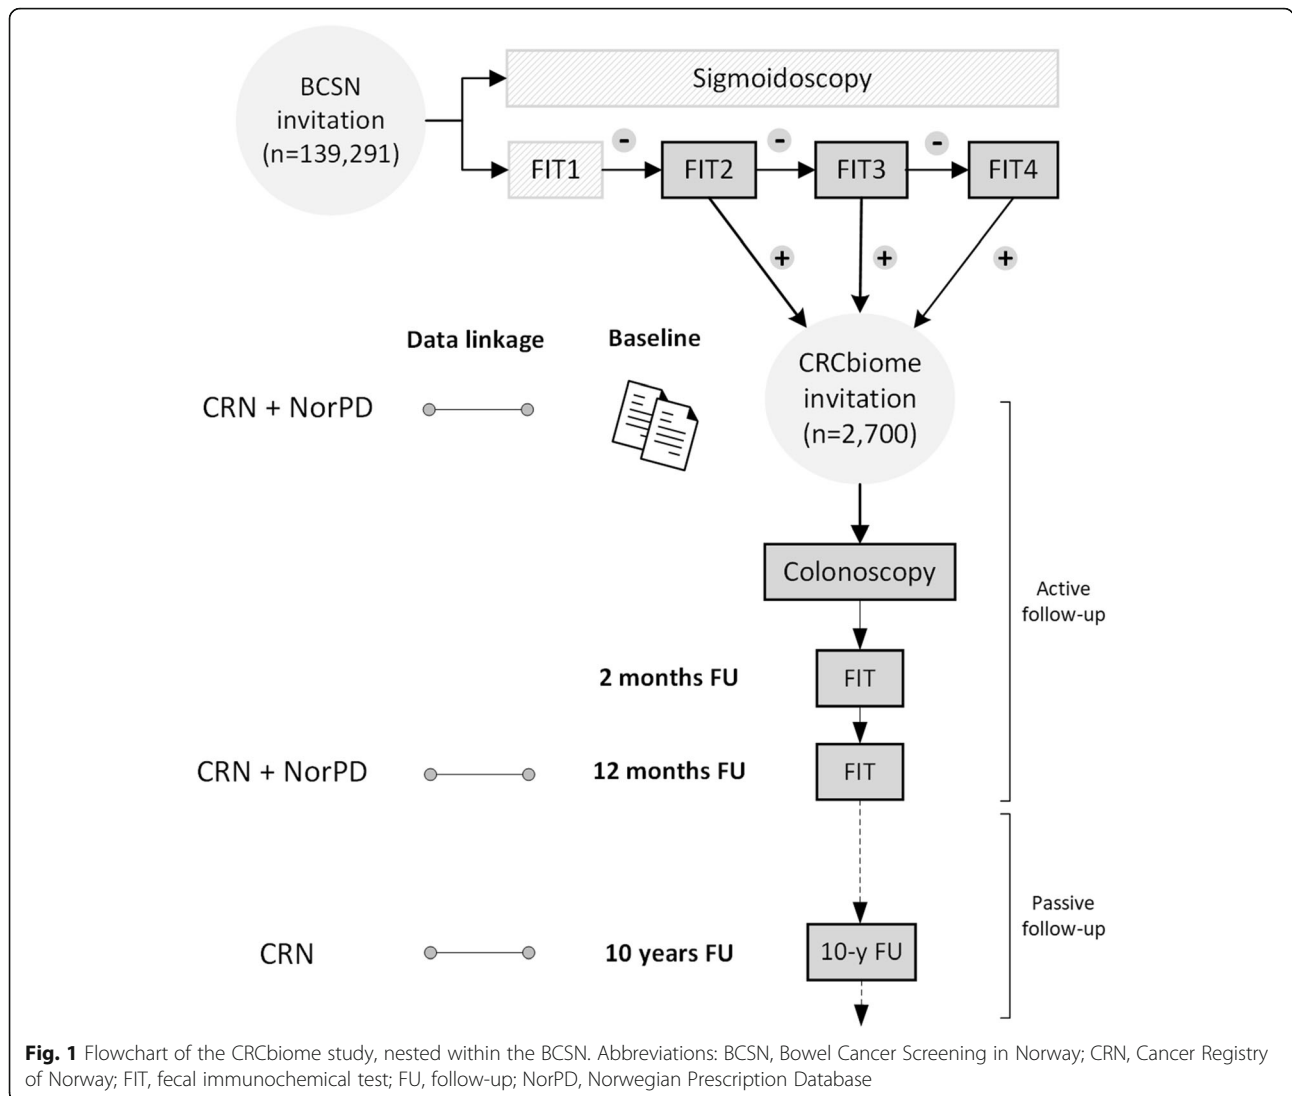 BCSN
invitation
(n=139,291)
Sigmoidoscopy
FIT1
-
FIT2
-
FIT3
-
FIT4
+
+
+
Data linkage
Baseline
CRCbiome
invitation
(n=2,700)
CRN + NorPD
Colonoscopy
Active
follow-up
2 months FU
FIT
CRN + NorPD
12 months FU
FIT
Passive
follow-up
CRN
10 years FU
10-y FU
Fig. 1 Flowchart of the CRCbiome study, nested within the BCSN. Abbreviations: BCSN, Bowel Cancer Screening in Norway; CRN, Cancer Registry
of Norway; FIT, fecal immunochemical test; FU, follow-up; NorPD, Norwegian Prescription Database